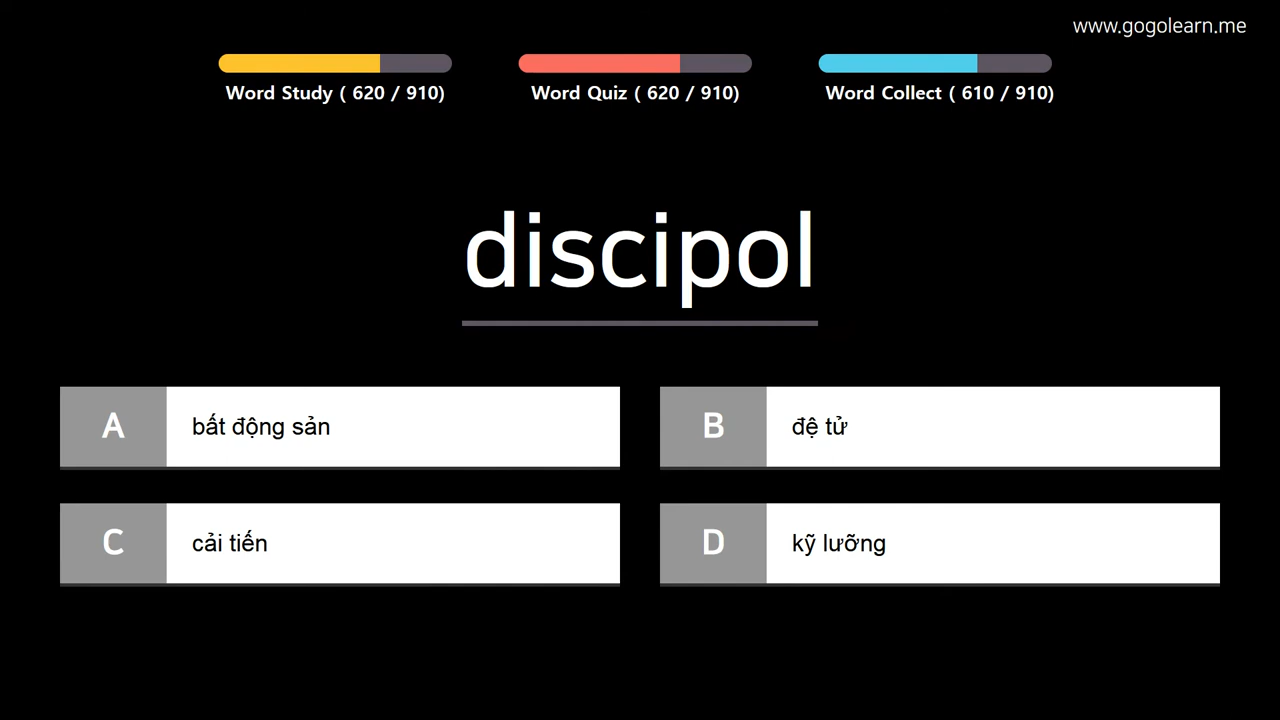 www.gogolearn.me
Word Study ( 620 / 910)
Word Quiz ( 620 / 910)
Word Collect ( 610 / 910)
discipol
A bất động sản
B đệ tử
C cải tiến
D kỹ lưỡng